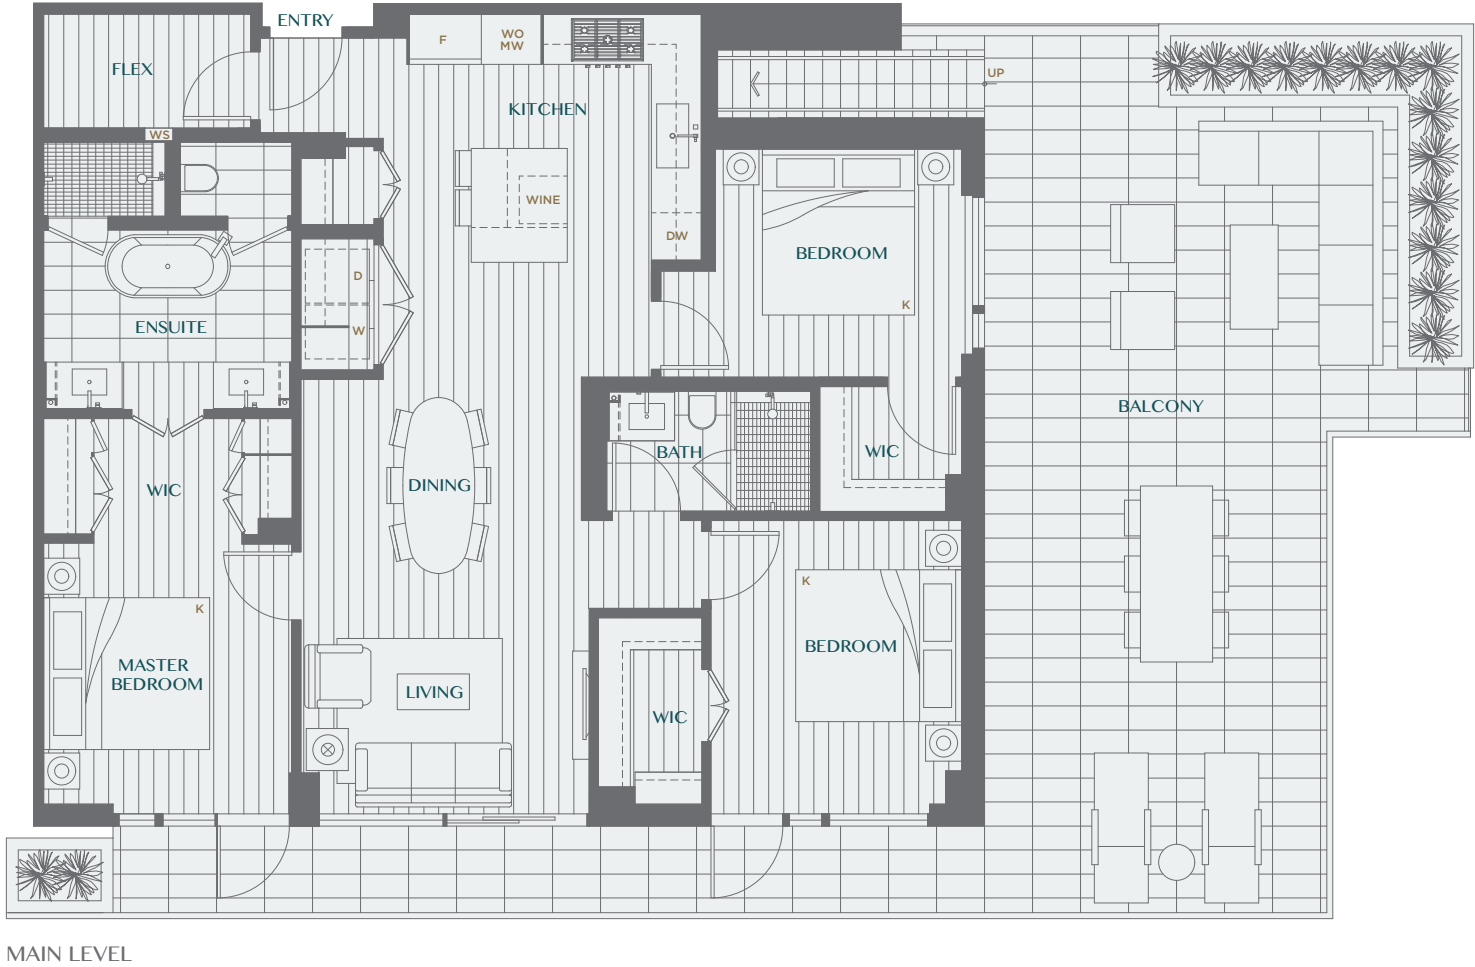 ENTRY
F
WO
MW
FLEX
UP
KITCHEN
WS
WINE
DW
BEDROOM
D
K
ENSUITE
W
BALCONY
BATH
WIC
DINING
WIC
K
K
BEDROOM
MASTER
BEDROOM
LIVING
WIC
MAIN LEVEL